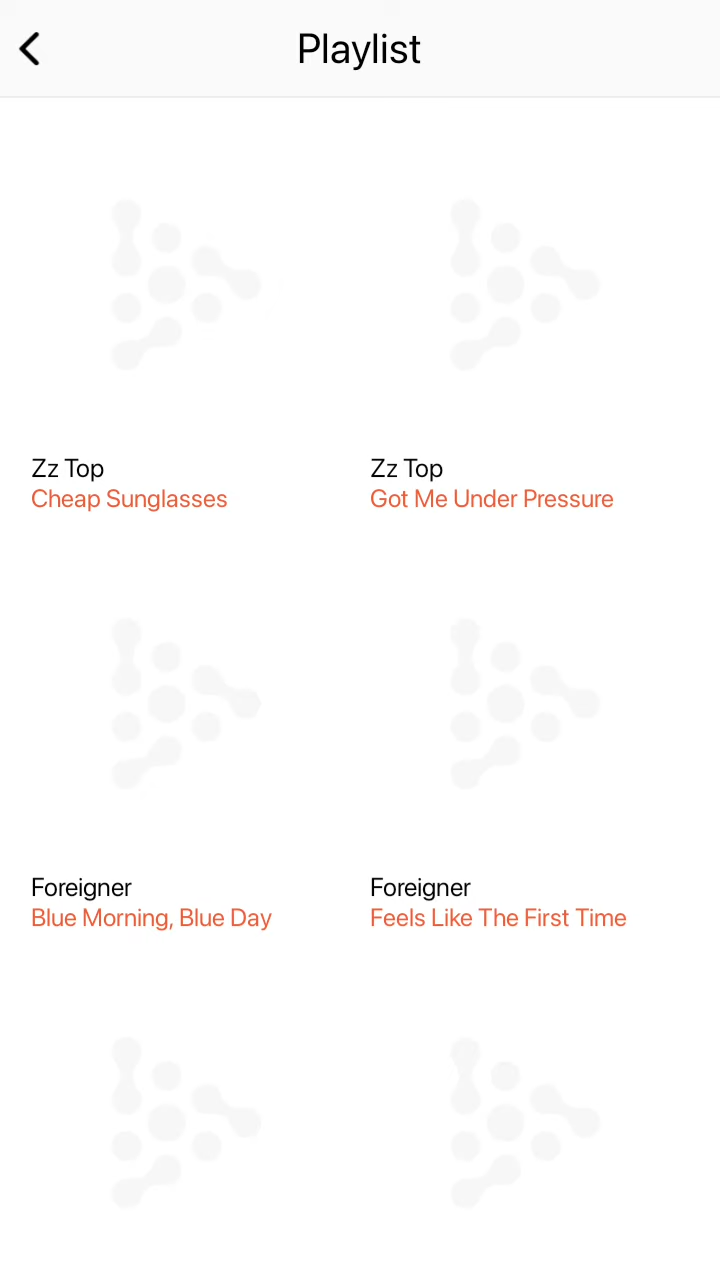 Playlist
Zz Top
Cheap Sunglasses
Zz Top
Got Me Under Pressure
Foreigner
Blue Morning, Blue Day
Foreigner
Feels Like The First Time